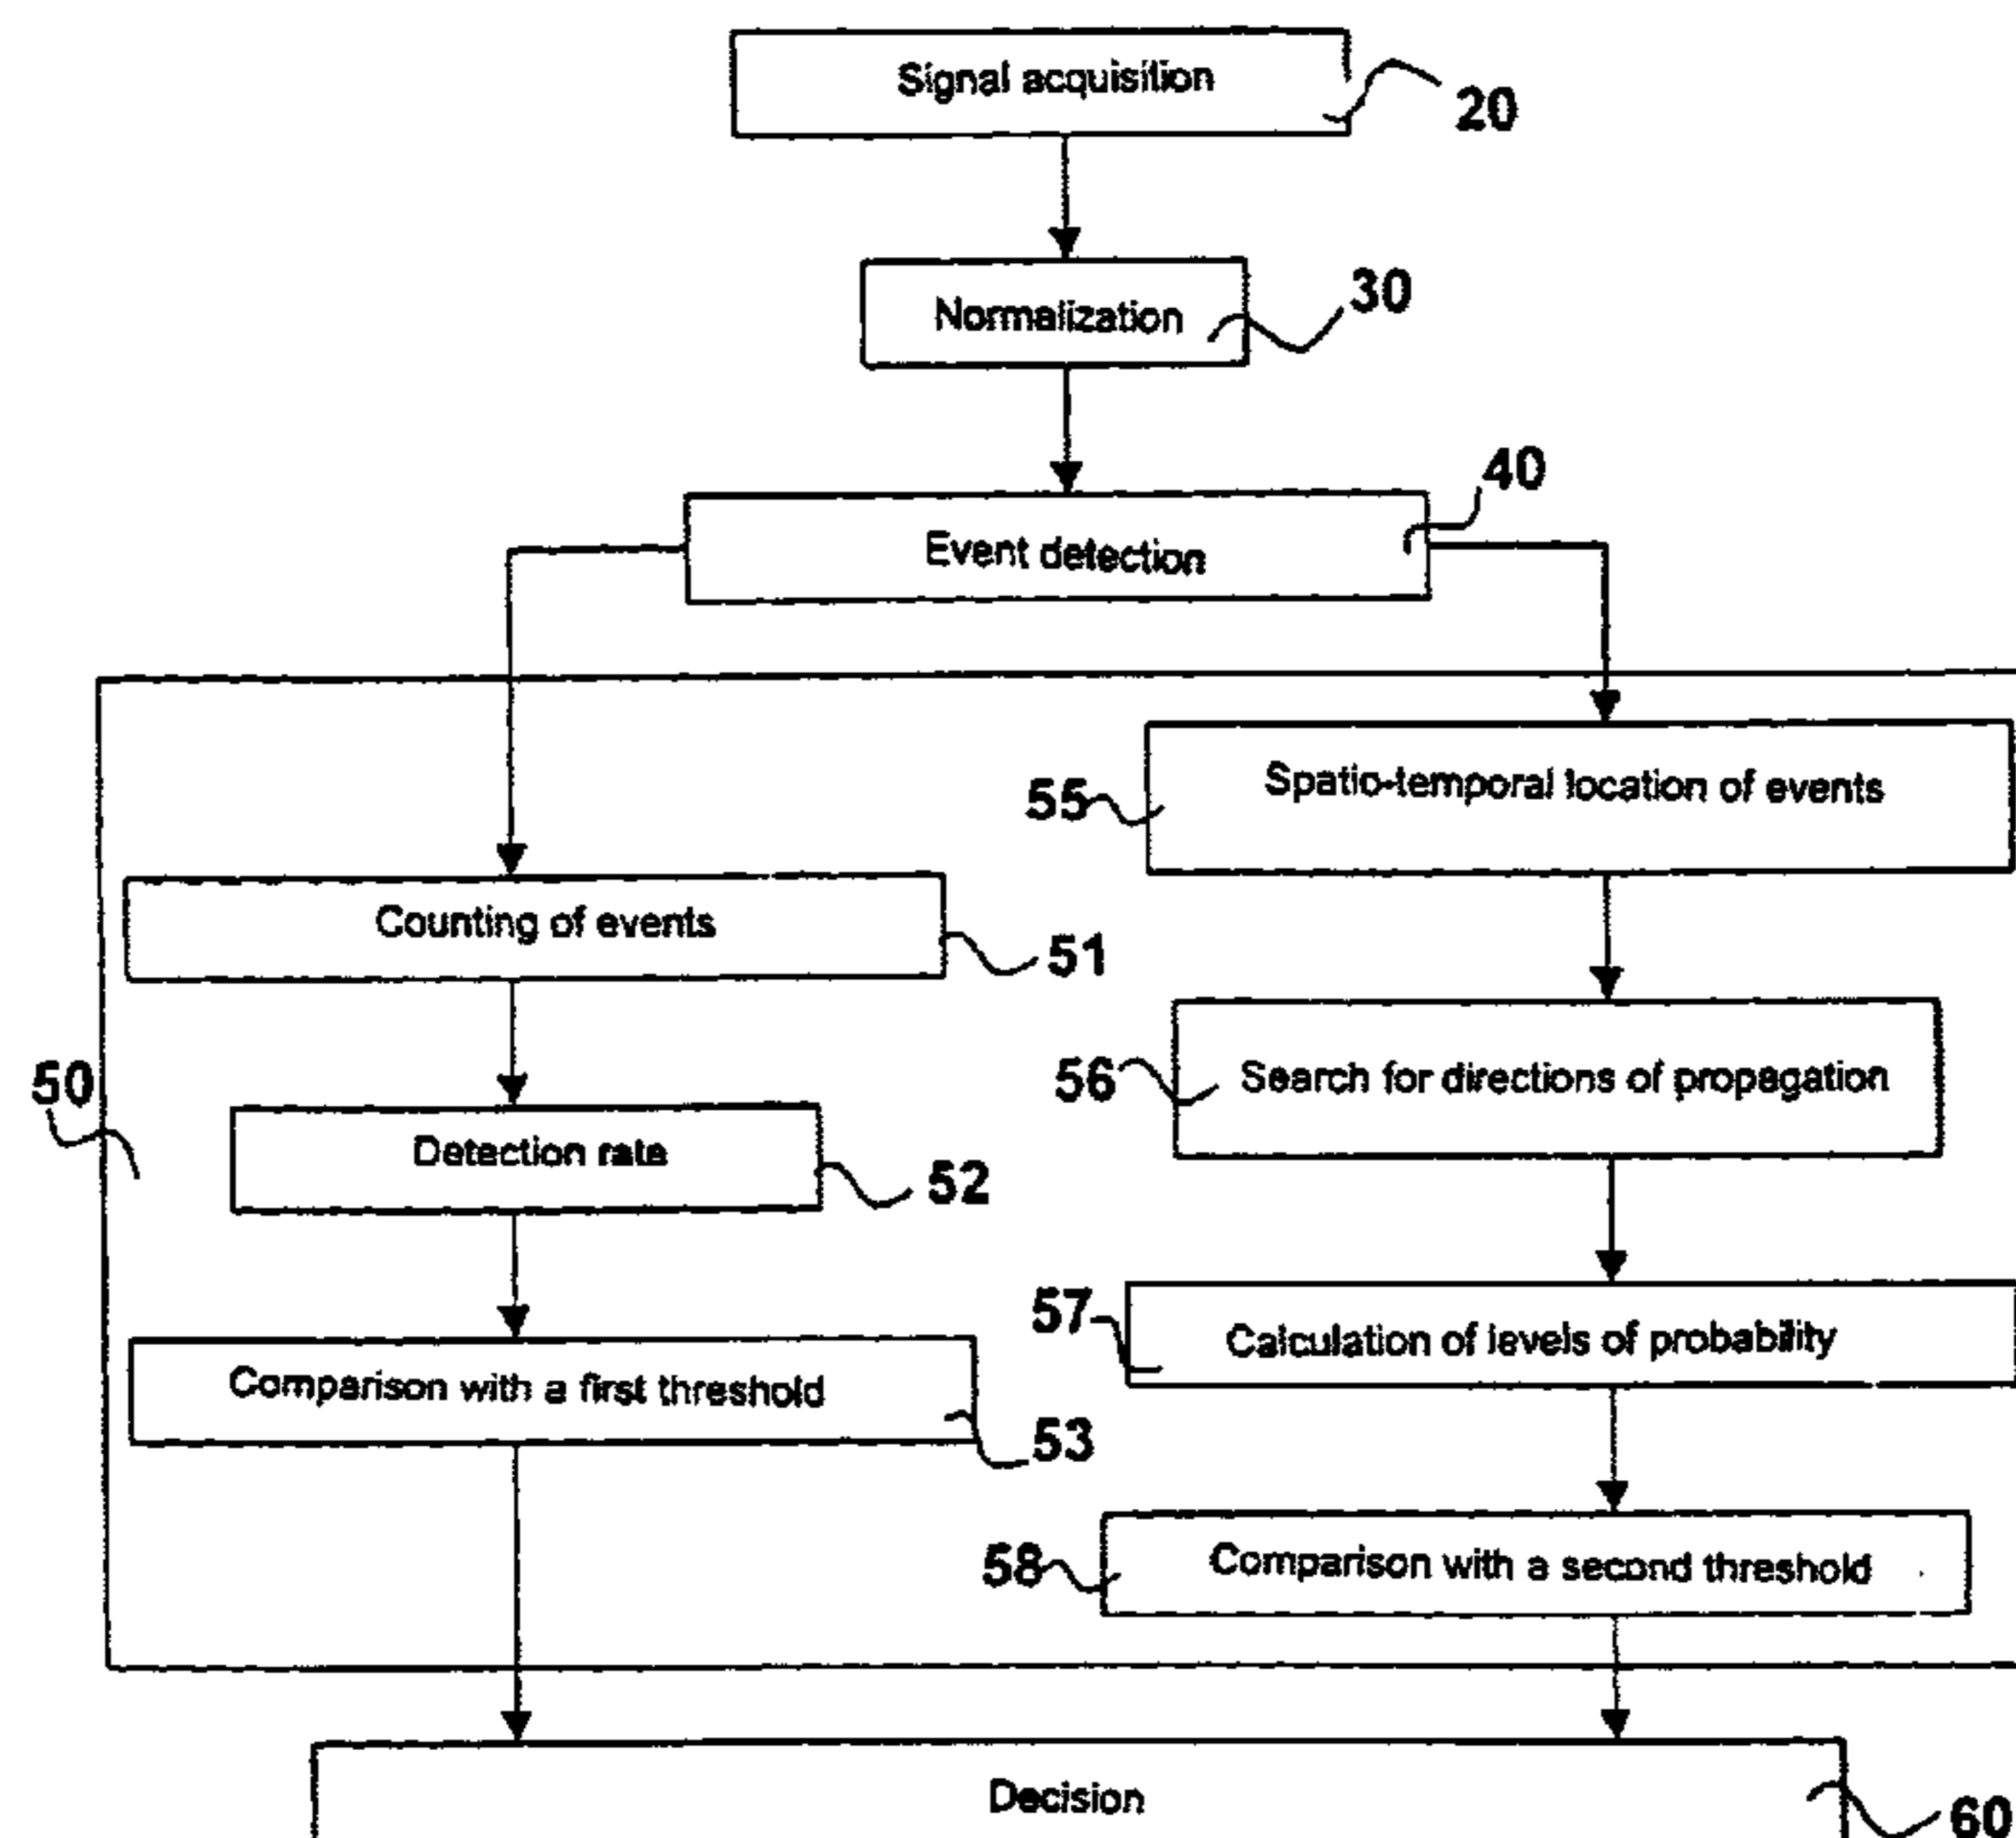 Signal acquisition
20
Normalization
30
40
Event detection
55
Spatio-temporal location of events
Counting of events
51
50
56
Search for directions of propagation
Detection rate
52
57
Calculation of levels of probability
Comparison with a first threshold
53
58
Comparison with a second threshold
Decision
60